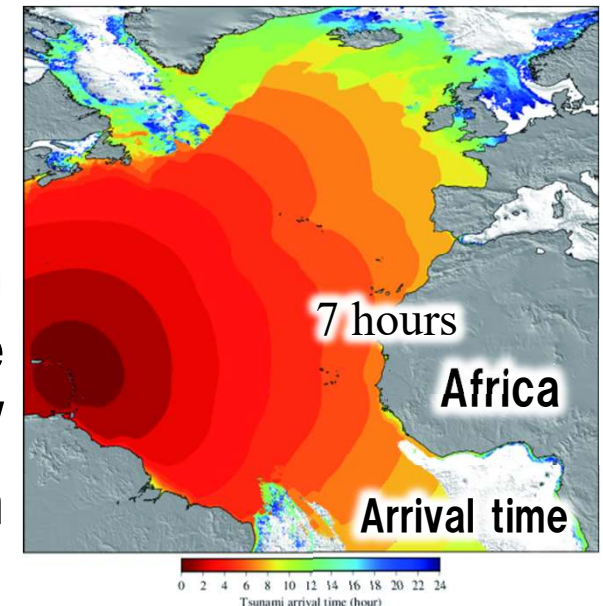 7 hours
Africa
Arrival time
0 2 4 6 8 10 12 14 16 18 20 22 24
Tsunami arrival time (hour)